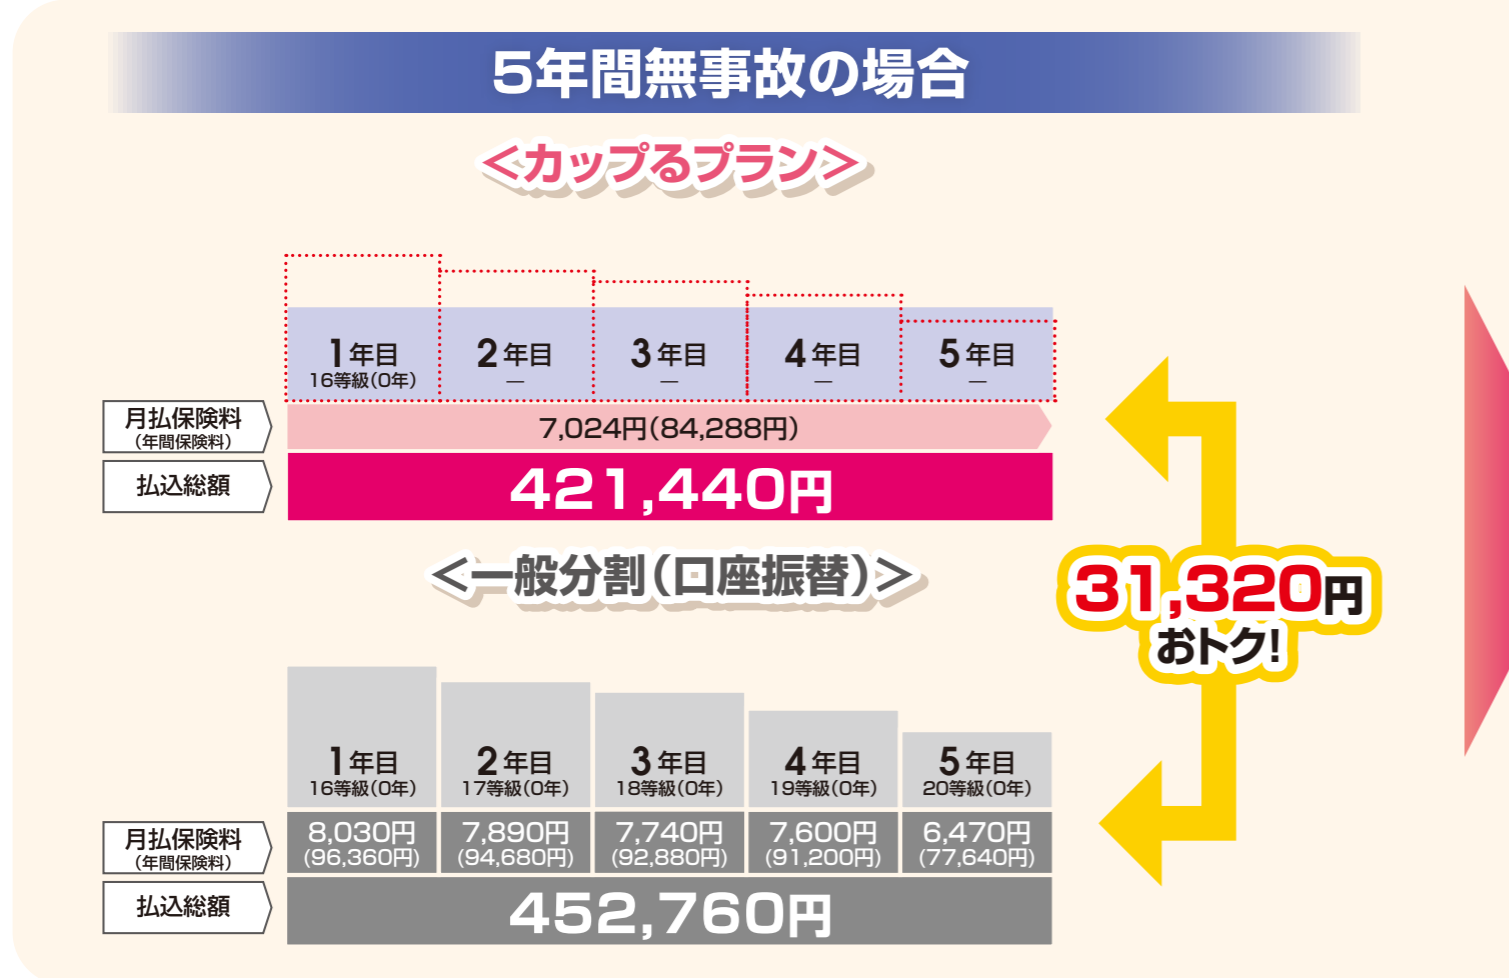 5年間無事故の場合
＜カップるプラン＞
1年目 2年目 3年目 4年目 5年目
16等級（0年） ― ― ― ―
月払保険料
（年間保険料）
7,024円（84,288円）
払込総額
421,440円
＜一般分割（口座振替）＞
31,320円
おトク！
1年目 2年目 3年目 4年目 5年目
16等級（0年） 17等級（0年） 18等級（0年） 19等級（0年） 20等級（0年）
月払保険料
（年間保険料）
8,030円 7,890円 7,740円 7,600円 6,470円
（96,360円） （94,680円） （92,880円） （91,200円） （77,640円）
払込総額
452,760円